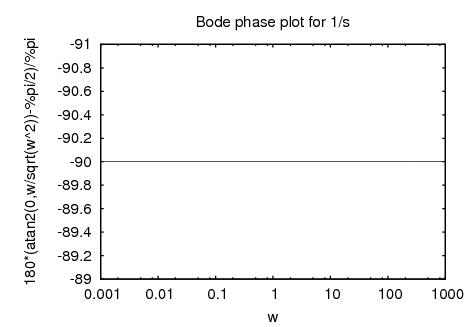 Bode phase plot for 1/s
180*(atan2(0,w/sqrt(w^2))-%pi/2)/%pi
-91
-90.8
-90.6
-90.4
-90.2
-90
-89.8
-89.6
-89.4
-89.2
-89
0.001 0.01 0.1 1 10 100 1000
w